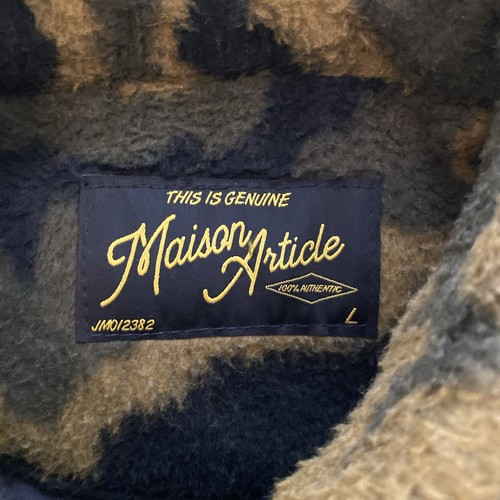 THIS IS GENUINE
Maison Article
100% AUTHENTIC
JM012382
L